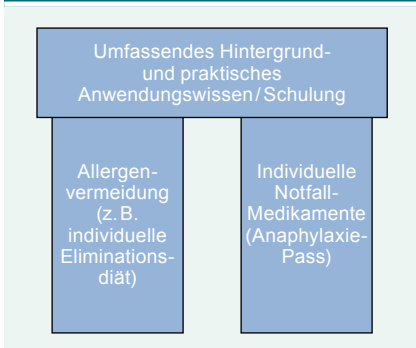 Umfassendes Hintergrund-
und praktisches
Anwendungswissen/Schulung
Allergen-
vermeidung
(z. B.
individuelle
Eliminations-
diät)
Individuelle
Notfall-
Medikamente
(Anaphylaxie-
Pass)